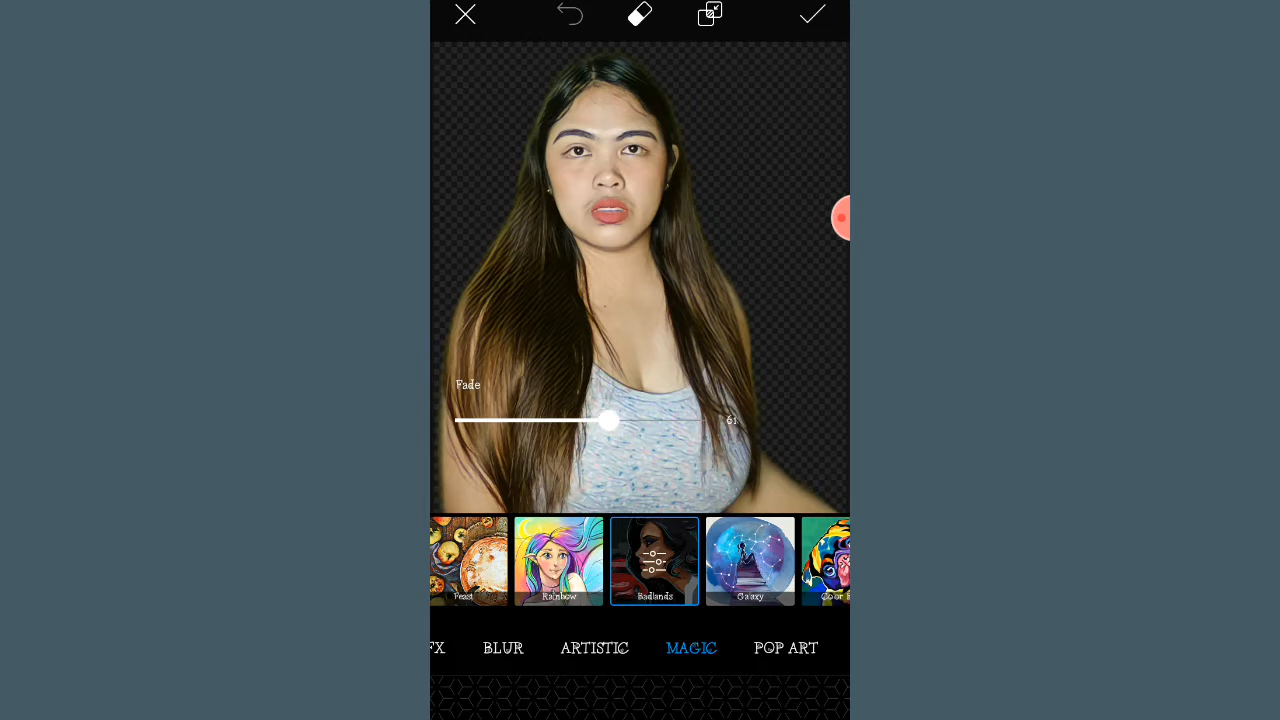 Fade
61
Feast
Rainbow
Badlands
Galaxy
FX
BLUR
ARTISTIC
MAGIC
POP ART